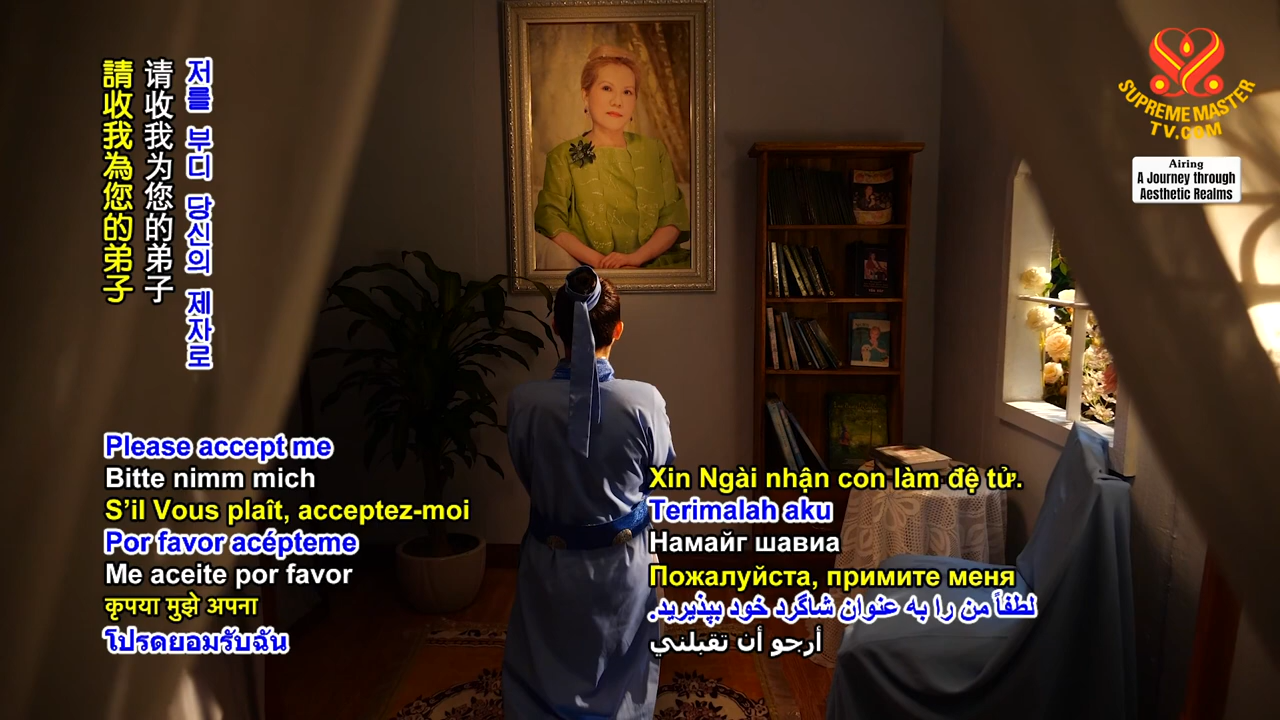 請收我為您的弟子
请收我为您的弟子
저를 부디 당신의 제자로
SUPREME MASTER
TV.COM
Airing
A Journey through
Aesthetic Realms
Please accept me
Bitte nimm mich
S’il Vous plaît, acceptez-moi
Por favor acépteme
Me aceite por favor
कृपया मुझे अपना
โปรดยอมรับฉัน
Xin Ngài nhận con làm đệ tử.
Terimalah aku
Намайг шавиа
Пожалуйста, примите меня
لطفاً من را به عنوان شاگرد خود بپذیرید.
أرجو أن تقبلني